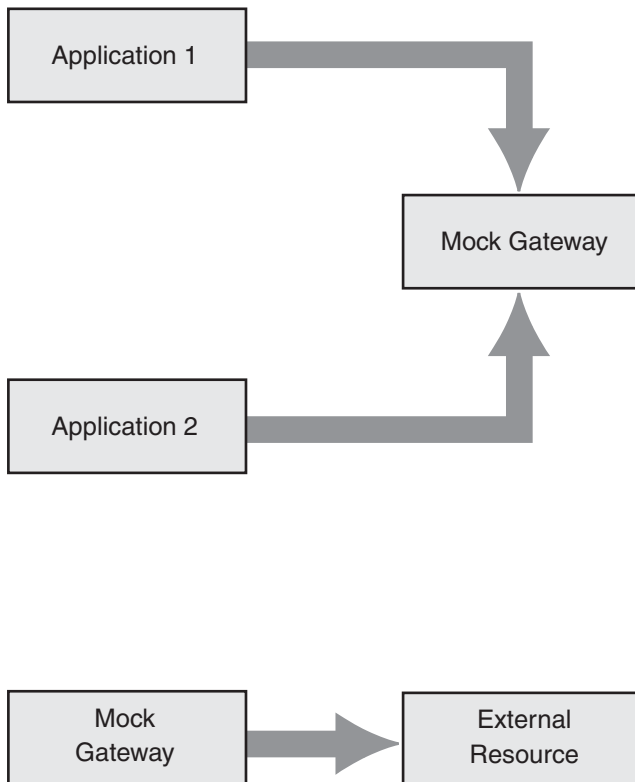 Application 1
Mock Gateway
Application 2
Mock
Gateway
External
Resource